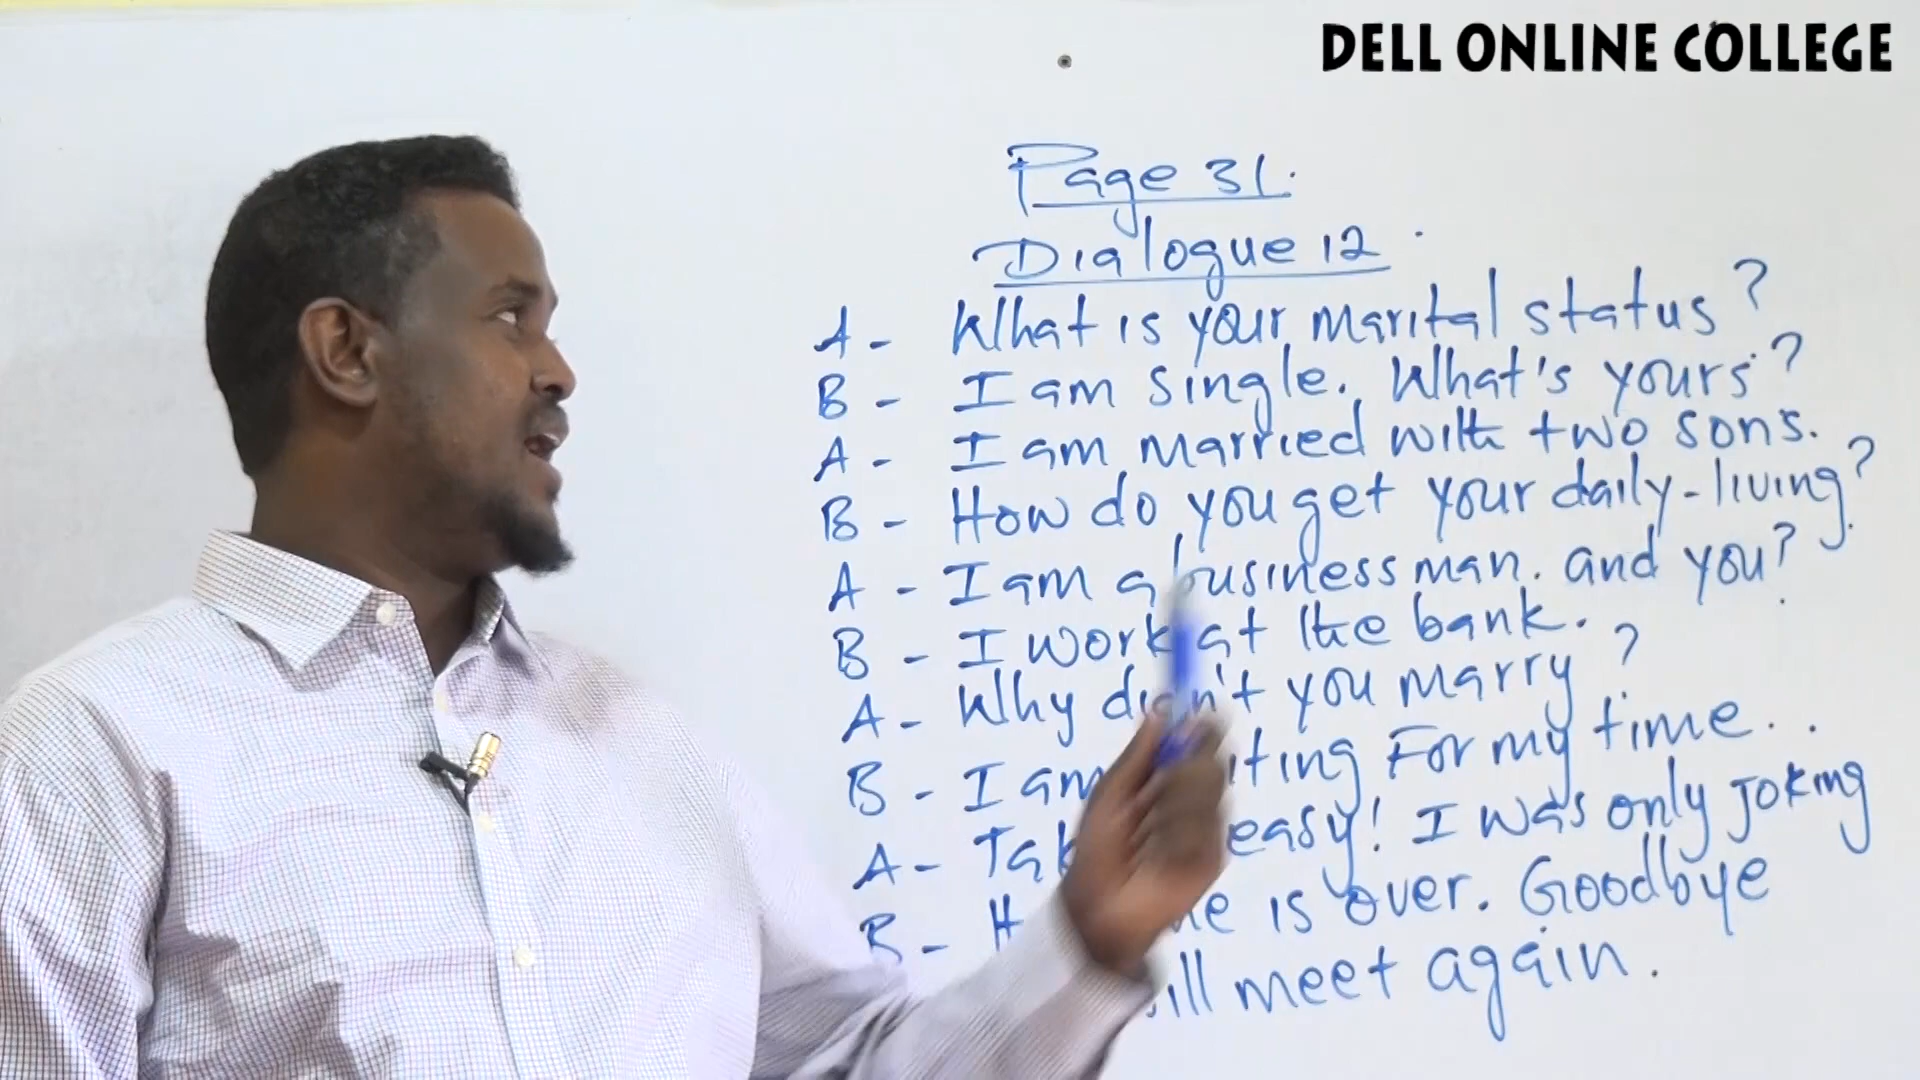 DELL ONLINE COLLEGE
Page 31.
Dialogue 12
A - What is your marital status?
B - I am single. What's yours?
A - I am married with two sons.
B - How do you get your daily-living?
A - I am a businessman. and you?
B - I work at the bank.
A - Why didn't you marry?
B - I am For my time..
A - easy! I was only joking
B - is over. Goodbye
meet again.